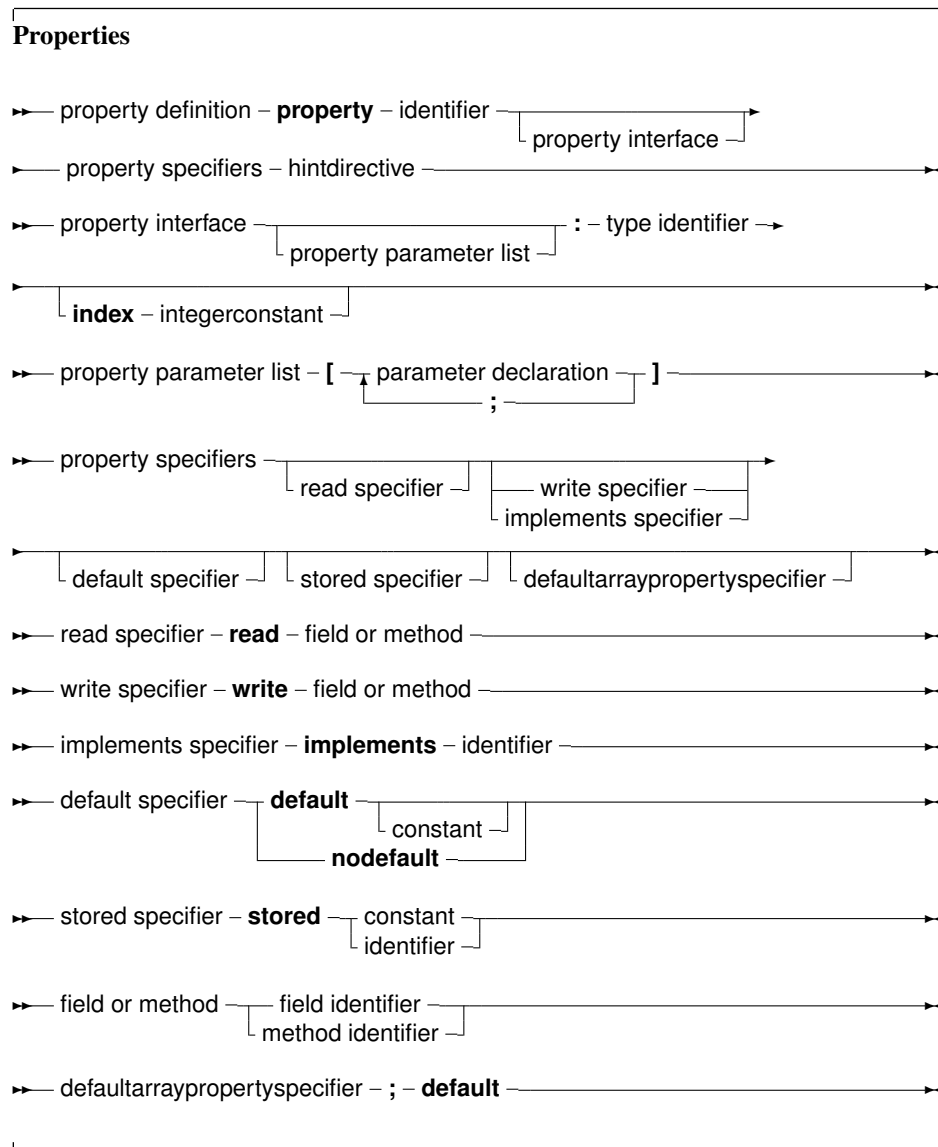 Properties
property definition – property – identifier
property interface
property specifiers – hintdirective
property interface : – type identifier
property parameter list
index – integerconstant
property parameter list – [ parameter declaration ]
;
property specifiers
read specifier write specifier
implements specifier
default specifier stored specifier defaultarraypropertyspecifier
read specifier – read – field or method
write specifier – write – field or method
implements specifier – implements – identifier
default specifier default
constant
nodefault
stored specifier – stored constant
identifier
field or method field identifier
method identifier
defaultarraypropertyspecifier – ; – default